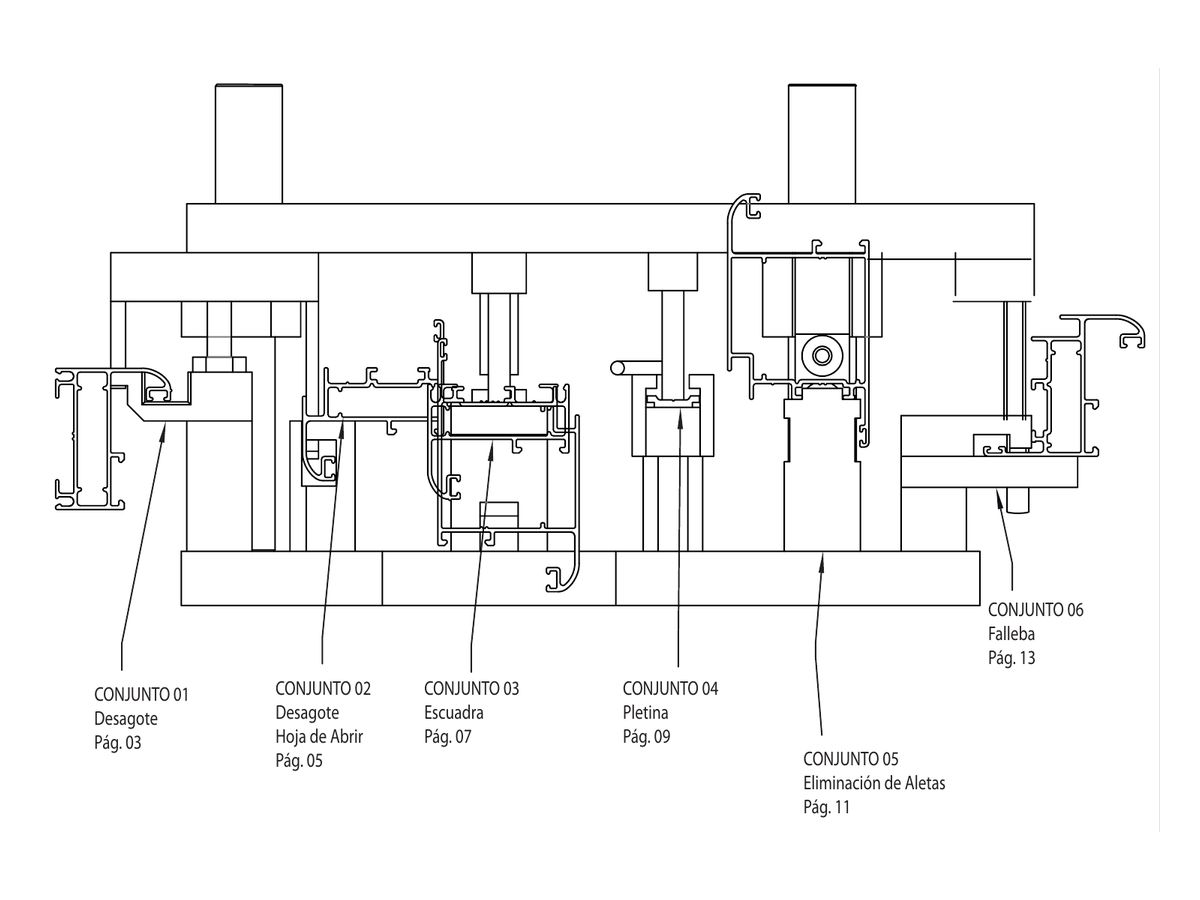 CONJUNTO 01
Desagote
Pág. 03
CONJUNTO 02
Desagote
Hoja de Abrir
Pág. 05
CONJUNTO 03
Escuadra
Pág. 07
CONJUNTO 04
Pletina
Pág. 09
CONJUNTO 05
Eliminación de Aletas
Pág. 11
CONJUNTO 06
Falleba
Pág. 13